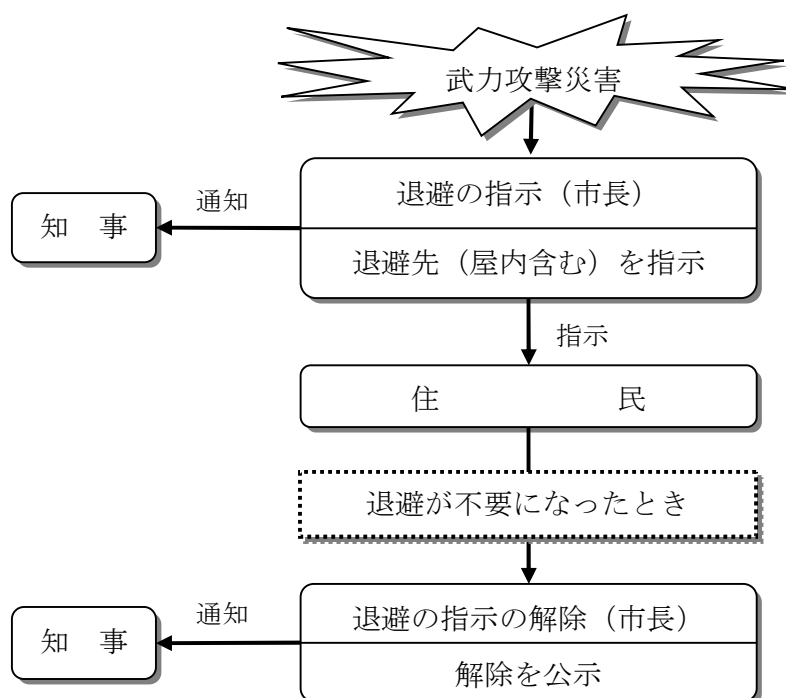 武力攻撃災害
退避の指示（市長）
通知
知　事
退避先（屋内含む）を指示
指示
住　　　　　民
退避が不要になったとき
退避の指示の解除（市長）
通知
知　事
解除を公示